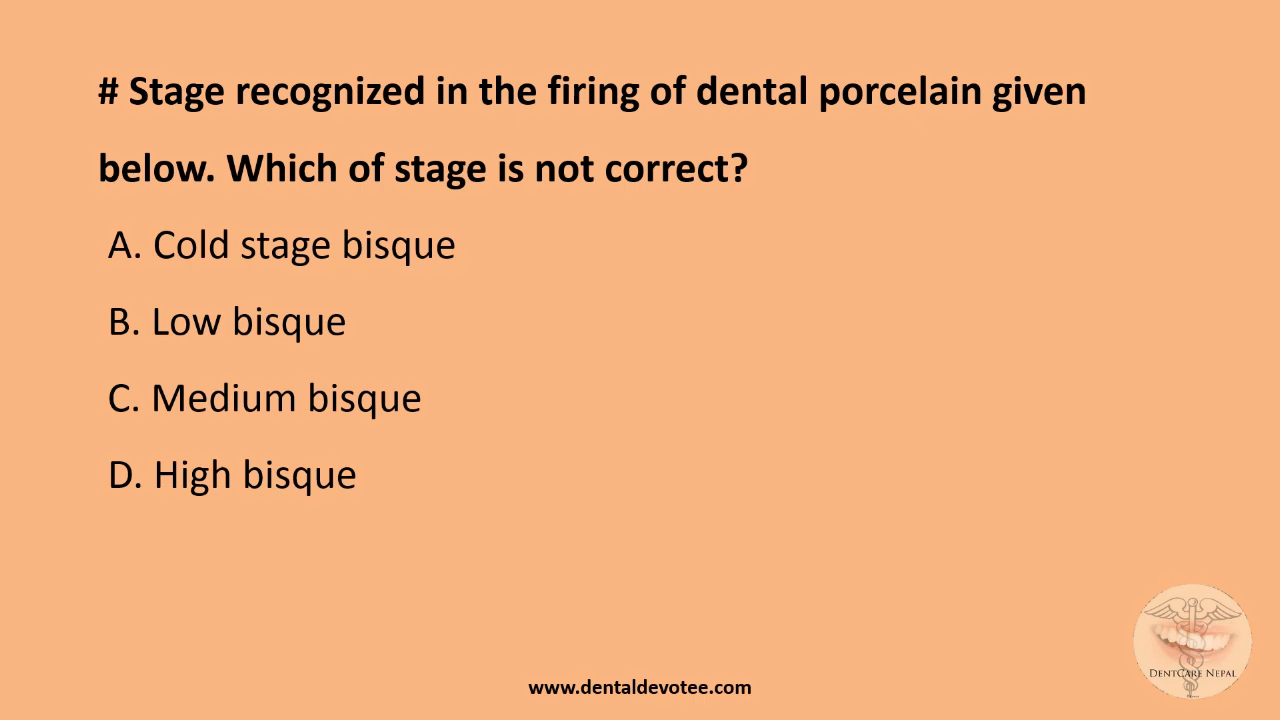 # Stage recognized in the firing of dental porcelain given
below. Which of stage is not correct?
A. Cold stage bisque
B. Low bisque
C. Medium bisque
D. High bisque
DentCare Nepal
www.dentaldevotee.com